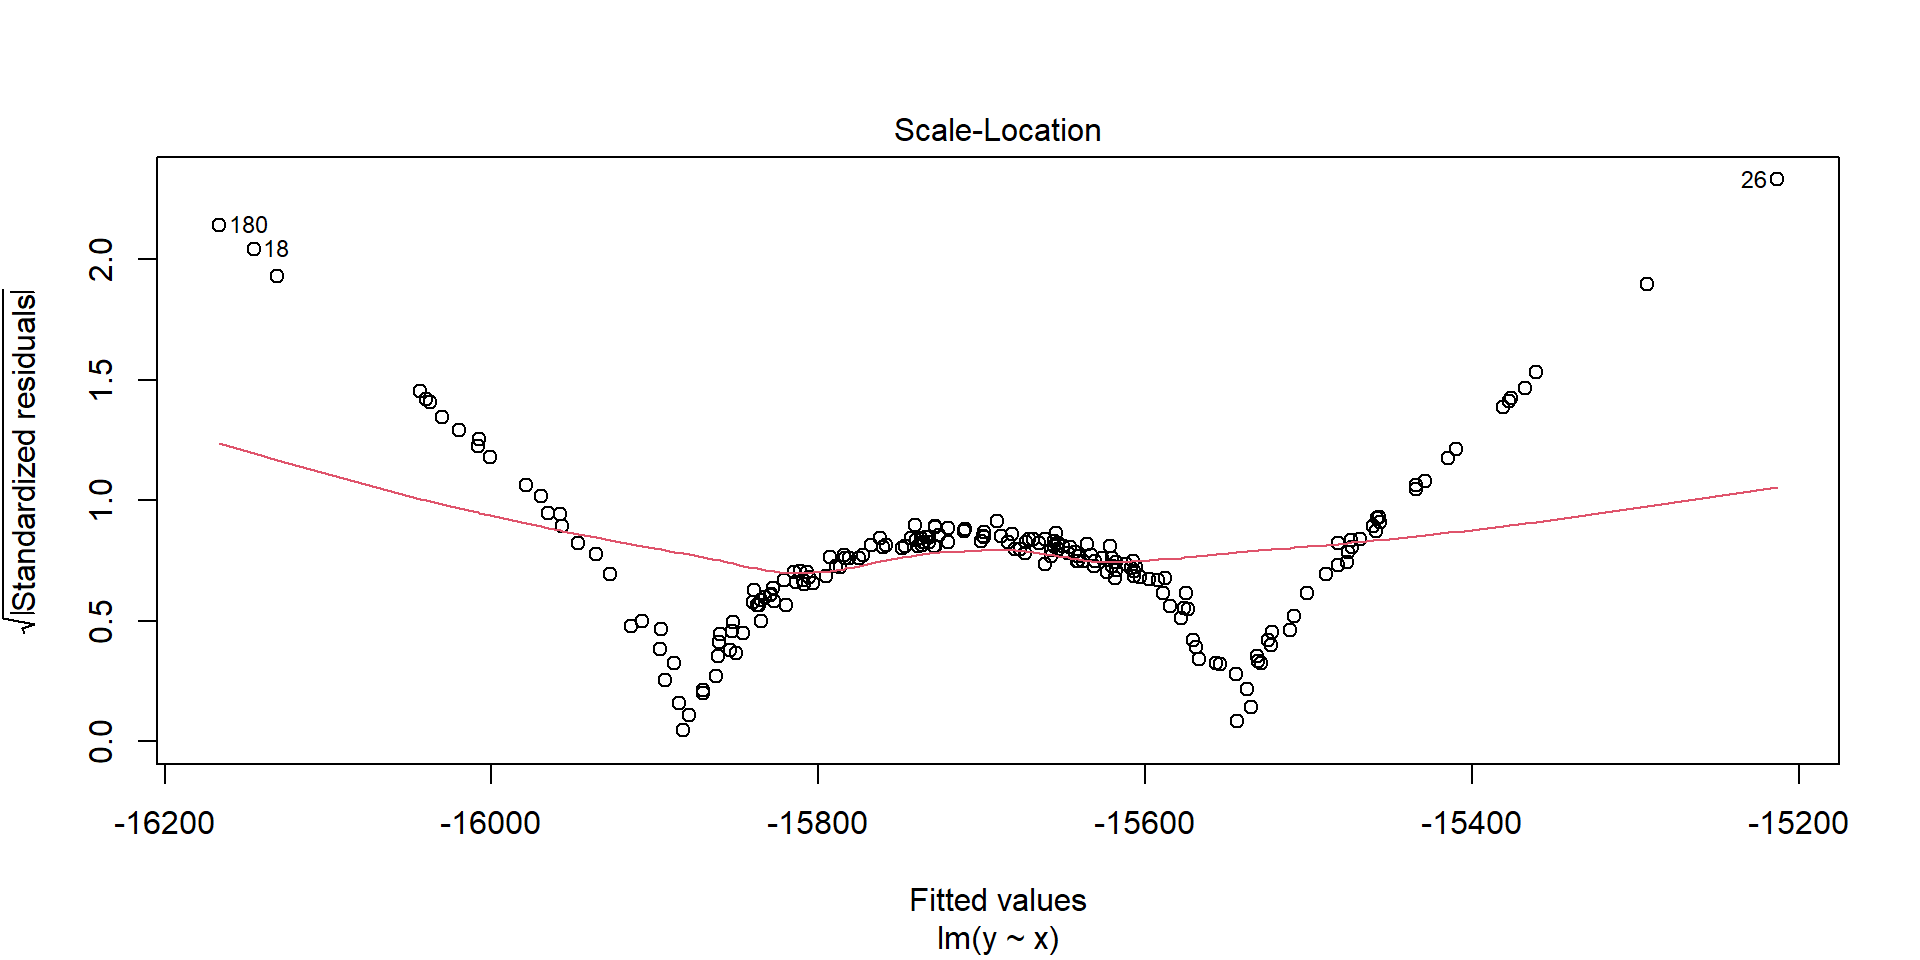 Scale-Location
26
180
18
√|Standardized residuals|
2.0
1.5
1.0
0.5
0.0
-16200 -16000 -15800 -15600 -15400 -15200
Fitted values
lm(y ~ x)